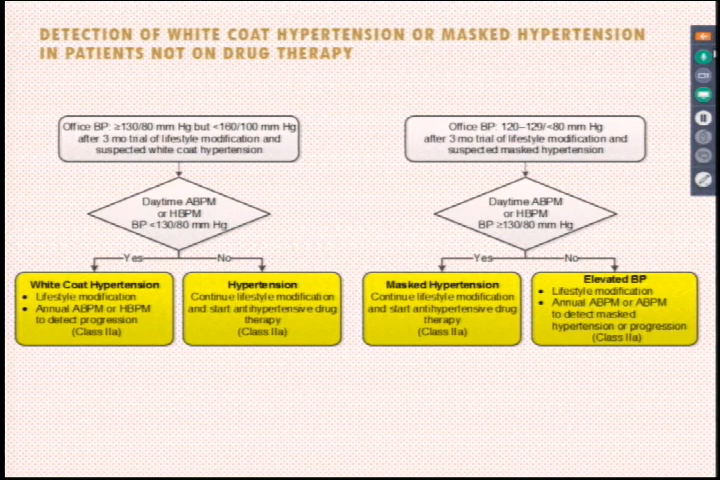 DETECTION OF WHITE COAT HYPERTENSION OR MASKED HYPERTENSION
IN PATIENTS NOT ON DRUG THERAPY
Office BP: ≥130/80 mm Hg but <160/100 mm Hg
after 3 mo trial of lifestyle modification and
suspected white coat hypertension
Daytime ABPM
or HBPM
BP <130/80 mm Hg
Yes
No
White Coat Hypertension
• Lifestyle modification
• Annual ABPM or HBPM
to detect progression
(Class IIa)
Hypertension
Continue lifestyle modification
and start antihypertensive drug
therapy
(Class IIa)
Office BP: 120–129/<80 mm Hg
after 3 mo trial of lifestyle modification and
suspected masked hypertension
Daytime ABPM
or HBPM
BP ≥130/80 mm Hg
Yes
No
Masked Hypertension
Continue lifestyle modification
and start antihypertensive drug
therapy
(Class IIa)
Elevated BP
• Lifestyle modification
• Annual ABPM or ABPM
to detect masked
hypertension or progression
(Class IIa)